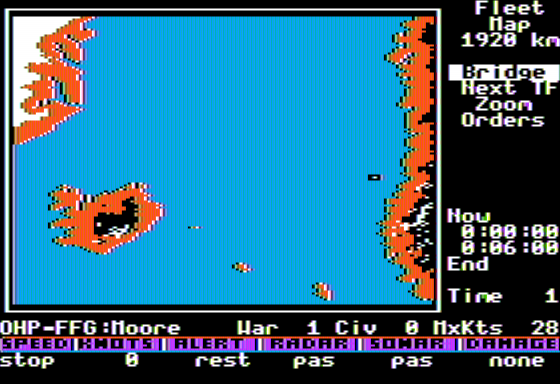 Fleet
Map
1920 km
Bridge
Next TF
Zoom
Orders
Now
0:00:00
0:06:00
End
Time 1
OHP-FFG:Moore War 1 Civ 0 MxKts 28
SPEED KNOTS ALERT RADAR SONAR DAMAGE
stop 0 rest pas pas none